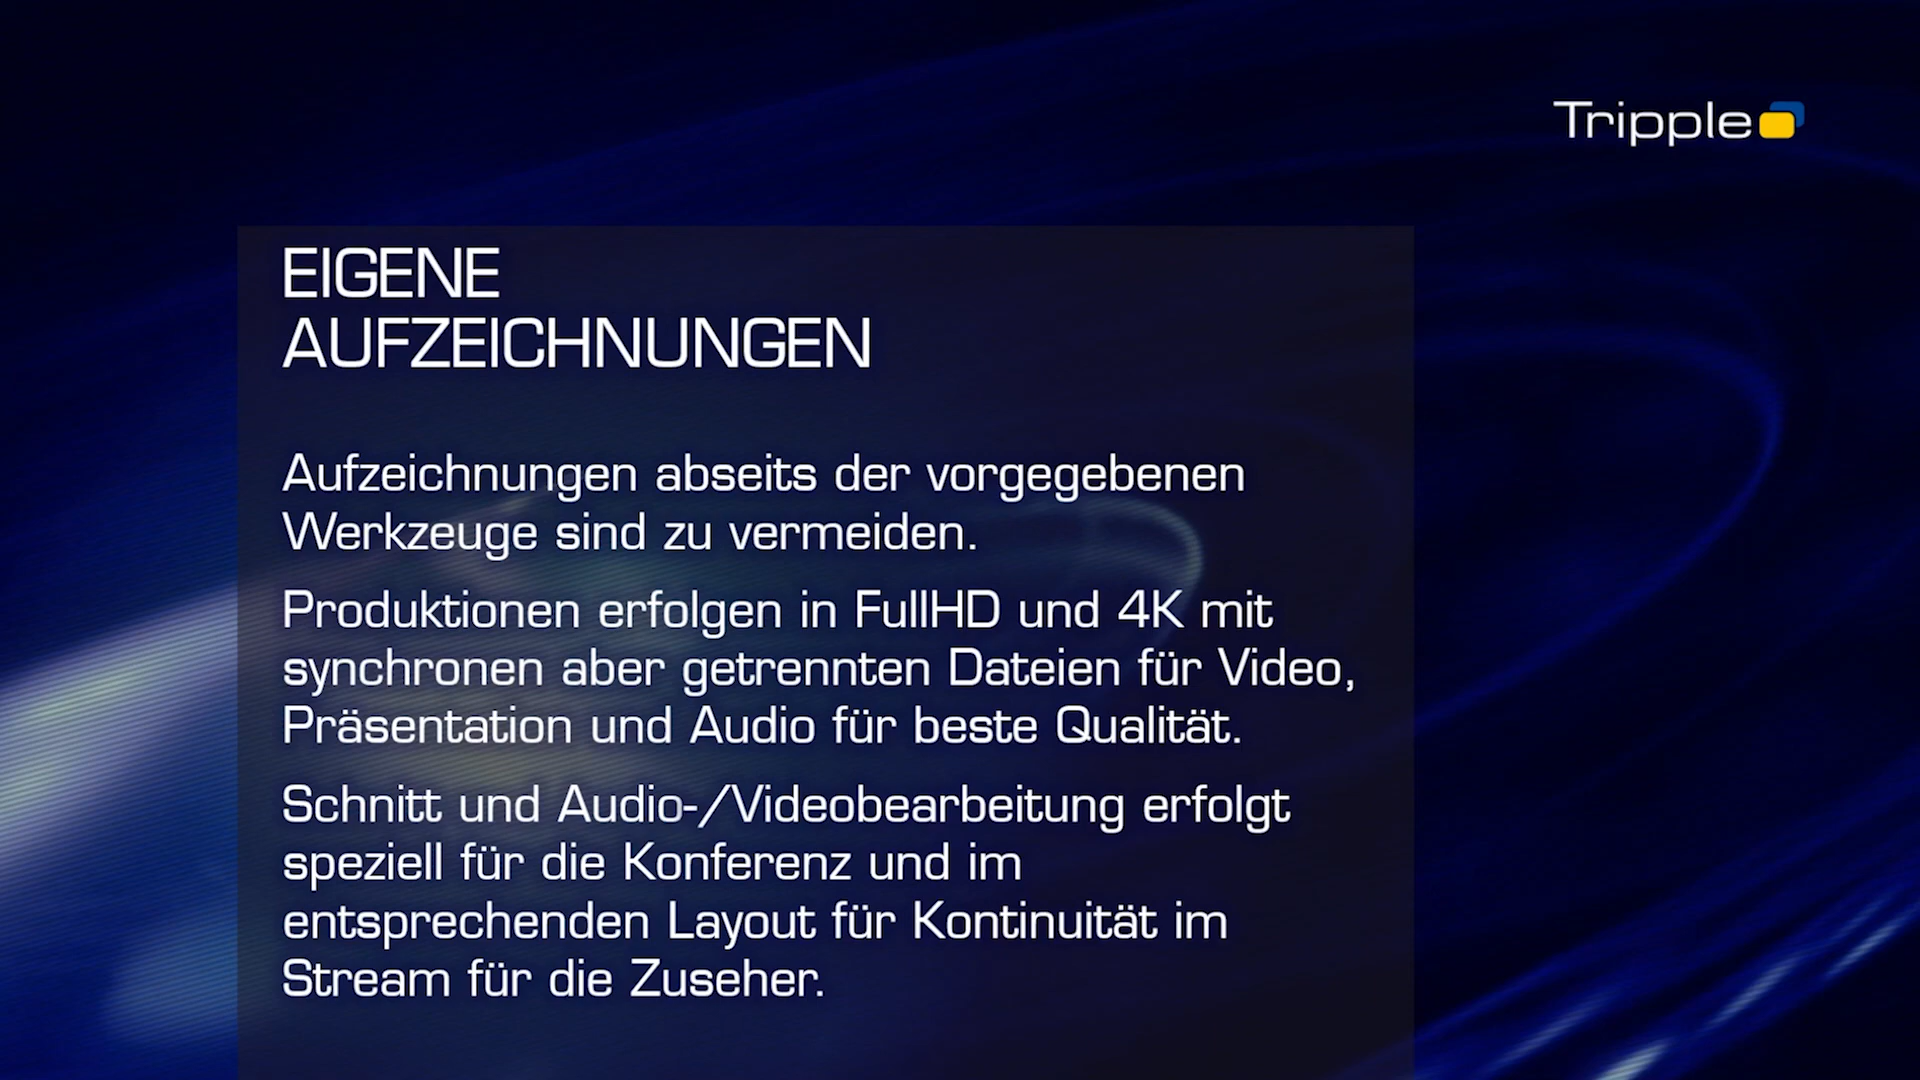 Tripple
EIGENE
AUFZEICHNUNGEN
Aufzeichnungen abseits der vorgegebenen
Werkzeuge sind zu vermeiden.
Produktionen erfolgen in FullHD und 4K mit
synchronen aber getrennten Dateien für Video,
Präsentation und Audio für beste Qualität.
Schnitt und Audio-/Videobearbeitung erfolgt
speziell für die Konferenz und im
entsprechenden Layout für Kontinuität im
Stream für die Zuseher.